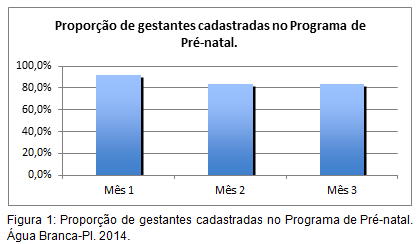 Proporção de gestantes cadastradas no Programa de
Pré-natal.
100,0%
80,0%
60,0%
40,0%
20,0%
0,0%
Mês 1 Mês 2 Mês 3
Figura 1: Proporção de gestantes cadastradas no Programa de Pré-natal.
Água Branca-PI. 2014.